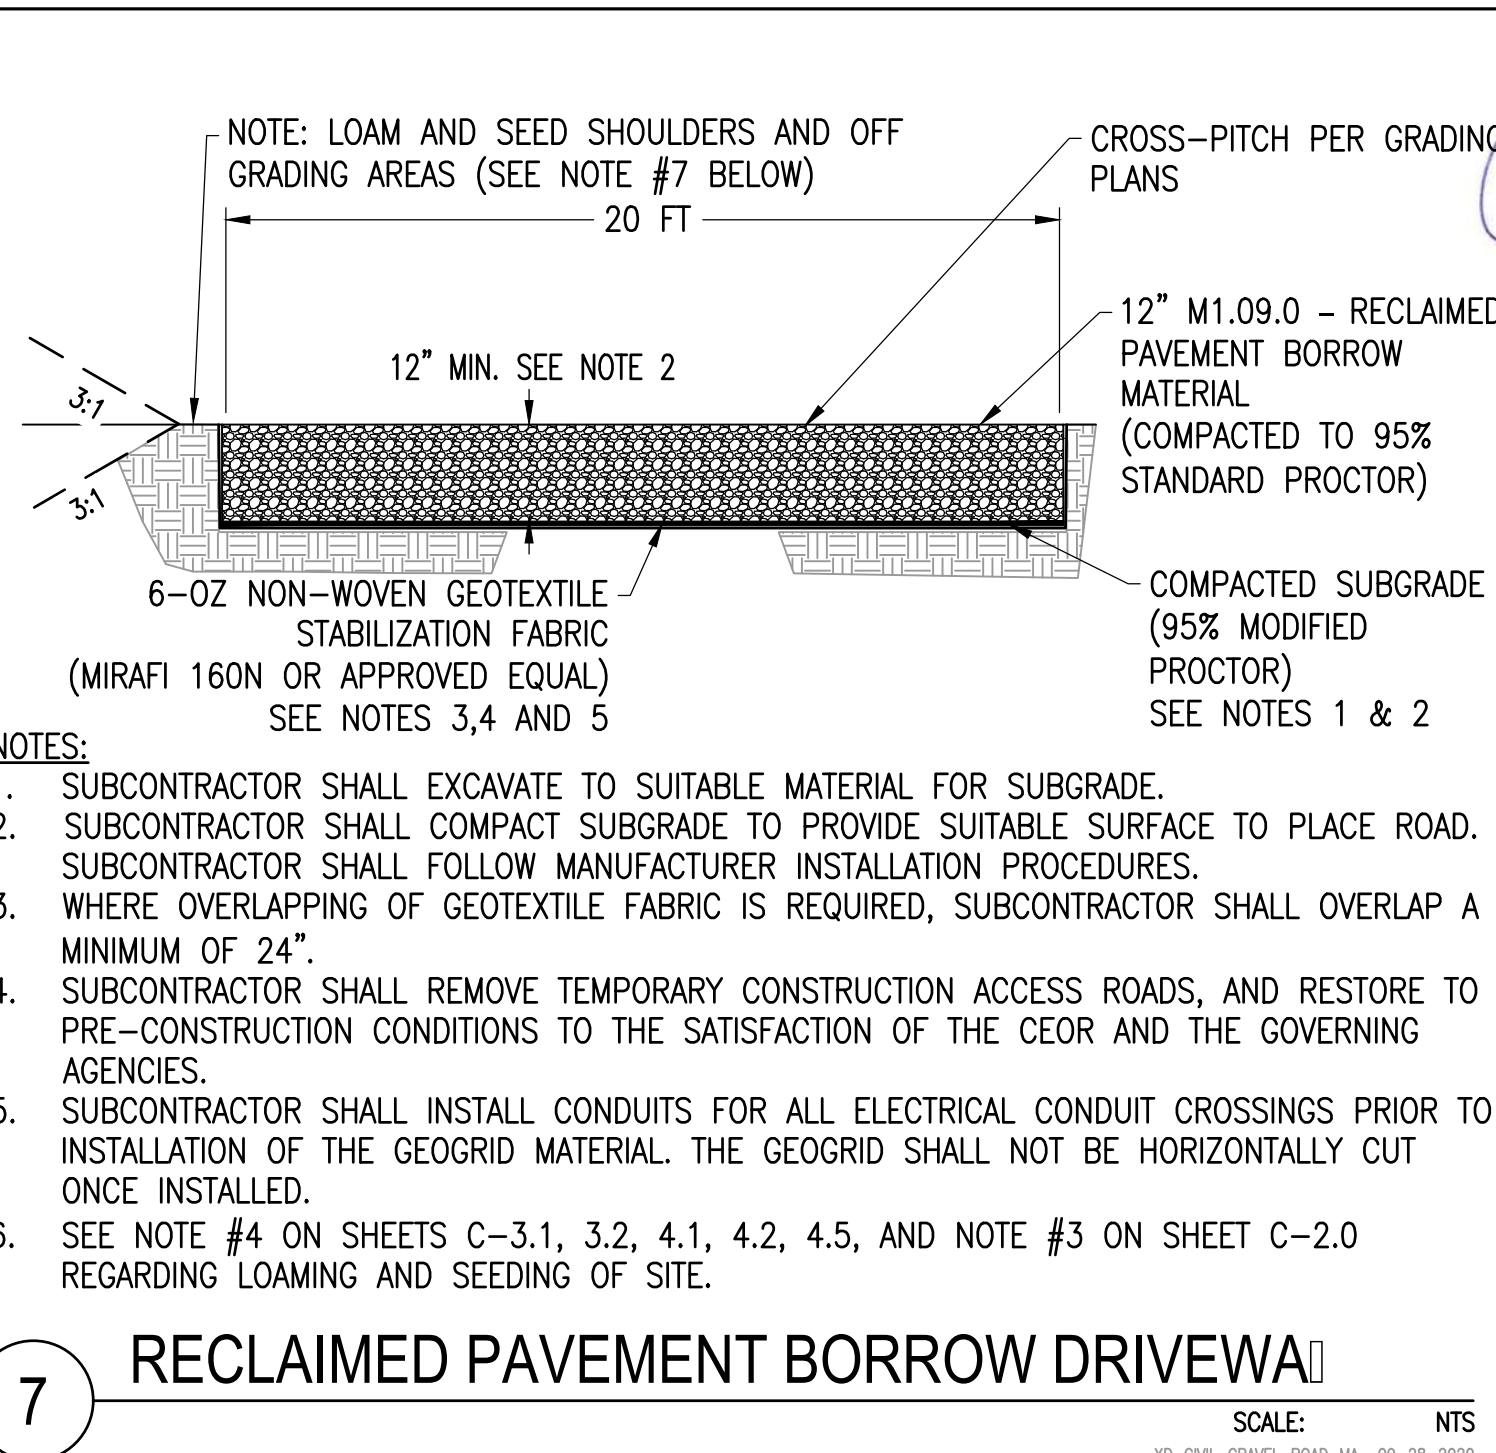 NOTE: LOAM AND SEED SHOULDERS AND OFF
GRADING AREAS (SEE NOTE #7 BELOW)
CROSS-PITCH PER GRADING
PLANS
20 FT
12" M1.09.0 - RECLAIMED
PAVEMENT BORROW
MATERIAL
(COMPACTED TO 95%
STANDARD PROCTOR)
12" MIN. SEE NOTE 2
3:1
3:1
6-OZ NON-WOVEN GEOTEXTILE
STABILIZATION FABRIC
(MIRAFI 160N OR APPROVED EQUAL)
SEE NOTES 3,4 AND 5
COMPACTED SUBGRADE
(95% MODIFIED
PROCTOR)
SEE NOTES 1 & 2
NOTES:
. SUBCONTRACTOR SHALL EXCAVATE TO SUITABLE MATERIAL FOR SUBGRADE.
2. SUBCONTRACTOR SHALL COMPACT SUBGRADE TO PROVIDE SUITABLE SURFACE TO PLACE ROAD.
SUBCONTRACTOR SHALL FOLLOW MANUFACTURER INSTALLATION PROCEDURES.
3. WHERE OVERLAPPING OF GEOTEXTILE FABRIC IS REQUIRED, SUBCONTRACTOR SHALL OVERLAP A
MINIMUM OF 24".
4. SUBCONTRACTOR SHALL REMOVE TEMPORARY CONSTRUCTION ACCESS ROADS, AND RESTORE TO
PRE-CONSTRUCTION CONDITIONS TO THE SATISFACTION OF THE CEOR AND THE GOVERNING
AGENCIES.
5. SUBCONTRACTOR SHALL INSTALL CONDUITS FOR ALL ELECTRICAL CONDUIT CROSSINGS PRIOR TO
INSTALLATION OF THE GEOGRID MATERIAL. THE GEOGRID SHALL NOT BE HORIZONTALLY CUT
ONCE INSTALLED.
6. SEE NOTE #4 ON SHEETS C-3.1, 3.2, 4.1, 4.2, 4.5, AND NOTE #3 ON SHEET C-2.0
REGARDING LOAMING AND SEEDING OF SITE.
7 RECLAIMED PAVEMENT BORROW DRIVEWA
SCALE: NTS